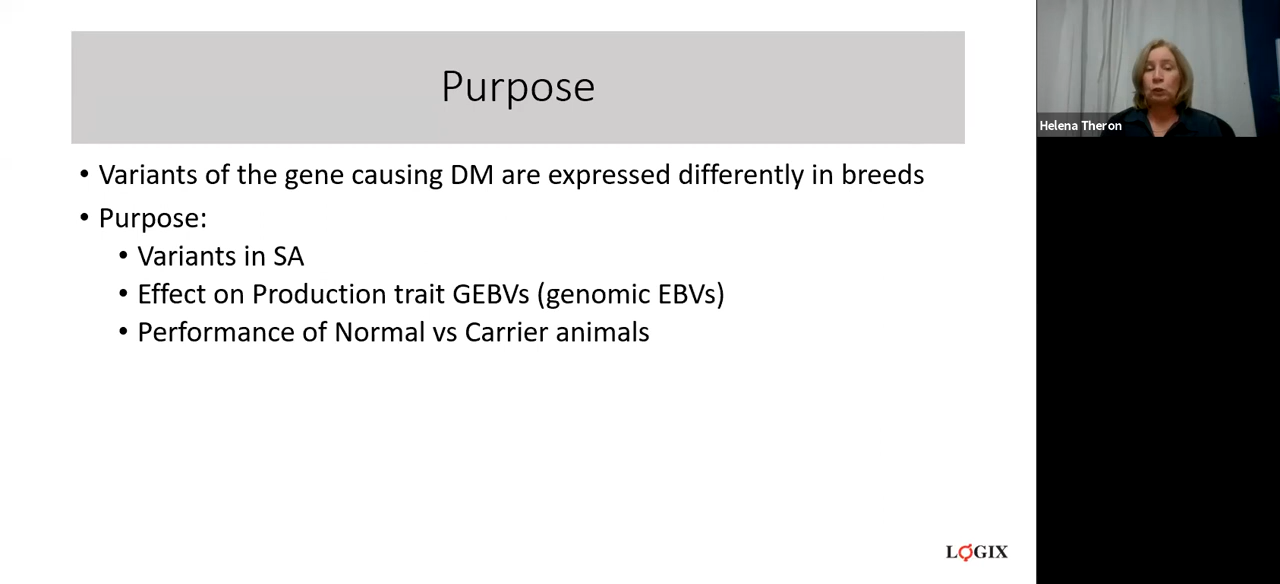 Purpose
• Variants of the gene causing DM are expressed differently in breeds
• Purpose:
• Variants in SA
• Effect on Production trait GEBVs (genomic EBVs)
• Performance of Normal vs Carrier animals
LOGIX
Helena Theron